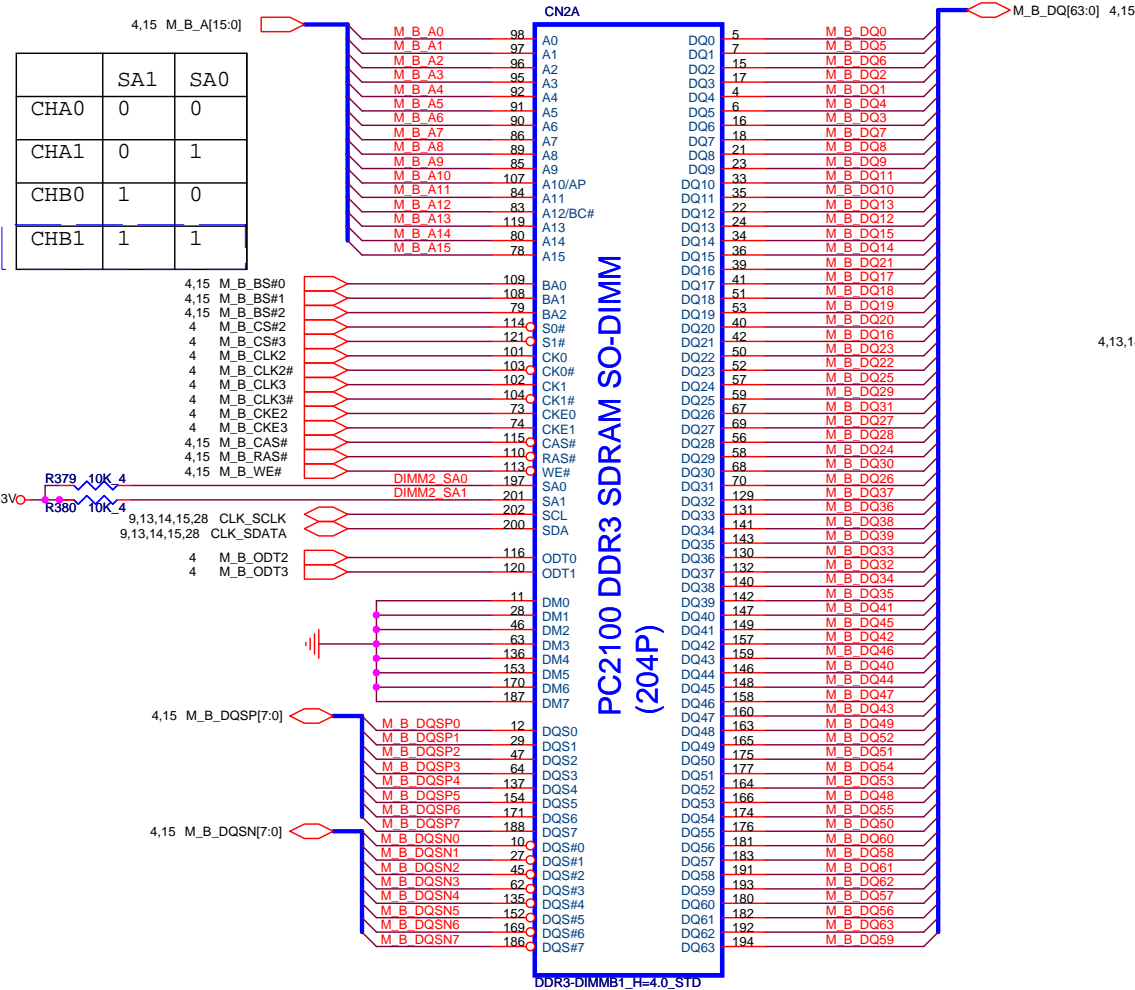 CN2A
4,15 M_B_A[15:0]
M_B_DQ[63:0] 4,15
SA1 SA0
CHA0 0 0
CHA1 0 1
CHB0 1 0
CHB1 1 1
M_B_A0 98 A0
M_B_A1 97 A1
M_B_A2 96 A2
M_B_A3 95 A3
M_B_A4 92 A4
M_B_A5 91 A5
M_B_A6 90 A6
M_B_A7 86 A7
M_B_A8 89 A8
M_B_A9 85 A9
M_B_A10 107 A10/AP
M_B_A11 84 A11
M_B_A12 83 A12/BC#
M_B_A13 119 A13
M_B_A14 80 A14
M_B_A15 78 A15
4,15 M_B_BS#0 109 BA0
4,15 M_B_BS#1 108 BA1
4,15 M_B_BS#2 79 BA2
4 M_B_CS#2 114 S0#
4 M_B_CS#3 121 S1#
4 M_B_CLK2 101 CK0
4 M_B_CLK2# 103 CK0#
4 M_B_CLK3 102 CK1
4 M_B_CLK3# 104 CK1#
4 M_B_CKE2 73 CKE0
4 M_B_CKE3 74 CKE1
4,15 M_B_CAS# 115 CAS#
4,15 M_B_RAS# 110 RAS#
4,15 M_B_WE# 113 WE#
R379 10K_4 DIMM2_SA0 197 SA0
3V R380 10K_4 DIMM2_SA1 201 SA1
9,13,14,15,28 CLK_SCLK 202 SCL
9,13,14,15,28 CLK_SDATA 200 SDA
4 M_B_ODT2 116 ODT0
4 M_B_ODT3 120 ODT1
11 DM0
28 DM1
46 DM2
63 DM3
136 DM4
153 DM5
170 DM6
187 DM7
4,15 M_B_DQSP[7:0]
M_B_DQSP0 12 DQS0
M_B_DQSP1 29 DQS1
M_B_DQSP2 47 DQS2
M_B_DQSP3 64 DQS3
M_B_DQSP4 137 DQS4
M_B_DQSP5 154 DQS5
M_B_DQSP6 171 DQS6
M_B_DQSP7 188 DQS7
4,15 M_B_DQSN[7:0]
M_B_DQSN0 10 DQS#0
M_B_DQSN1 27 DQS#1
M_B_DQSN2 45 DQS#2
M_B_DQSN3 62 DQS#3
M_B_DQSN4 135 DQS#4
M_B_DQSN5 152 DQS#5
M_B_DQSN6 169 DQS#6
M_B_DQSN7 186 DQS#7
PC2100 DDR3 SDRAM SO-DIMM
(204P)
DQ0 5 M_B_DQ0
DQ1 7 M_B_DQ5
DQ2 15 M_B_DQ6
DQ3 17 M_B_DQ2
DQ4 4 M_B_DQ1
DQ5 6 M_B_DQ4
DQ6 16 M_B_DQ3
DQ7 18 M_B_DQ7
DQ8 21 M_B_DQ8
DQ9 23 M_B_DQ9
DQ10 33 M_B_DQ11
DQ11 35 M_B_DQ10
DQ12 22 M_B_DQ13
DQ13 24 M_B_DQ12
DQ14 34 M_B_DQ15
DQ15 36 M_B_DQ14
DQ16 39 M_B_DQ21
DQ17 41 M_B_DQ17
DQ18 51 M_B_DQ18
DQ19 53 M_B_DQ19
DQ20 40 M_B_DQ20
DQ21 42 M_B_DQ16
DQ22 50 M_B_DQ23
DQ23 52 M_B_DQ22
DQ24 57 M_B_DQ25
DQ25 59 M_B_DQ29
DQ26 67 M_B_DQ31
DQ27 69 M_B_DQ27
DQ28 56 M_B_DQ28
DQ29 58 M_B_DQ24
DQ30 68 M_B_DQ30
DQ31 70 M_B_DQ26
DQ32 129 M_B_DQ37
DQ33 131 M_B_DQ36
DQ34 141 M_B_DQ38
DQ35 143 M_B_DQ39
DQ36 130 M_B_DQ33
DQ37 132 M_B_DQ32
DQ38 140 M_B_DQ34
DQ39 142 M_B_DQ35
DQ40 147 M_B_DQ41
DQ41 149 M_B_DQ45
DQ42 157 M_B_DQ42
DQ43 159 M_B_DQ46
DQ44 146 M_B_DQ40
DQ45 148 M_B_DQ44
DQ46 158 M_B_DQ47
DQ47 160 M_B_DQ43
DQ48 163 M_B_DQ49
DQ49 165 M_B_DQ52
DQ50 175 M_B_DQ51
DQ51 177 M_B_DQ54
DQ52 164 M_B_DQ53
DQ53 166 M_B_DQ48
DQ54 174 M_B_DQ55
DQ55 176 M_B_DQ50
DQ56 181 M_B_DQ60
DQ57 183 M_B_DQ58
DQ58 191 M_B_DQ61
DQ59 193 M_B_DQ62
DQ60 180 M_B_DQ57
DQ61 182 M_B_DQ56
DQ62 192 M_B_DQ63
DQ63 194 M_B_DQ59
4,13,1
DDR3-DIMMB1_H=4.0_STD